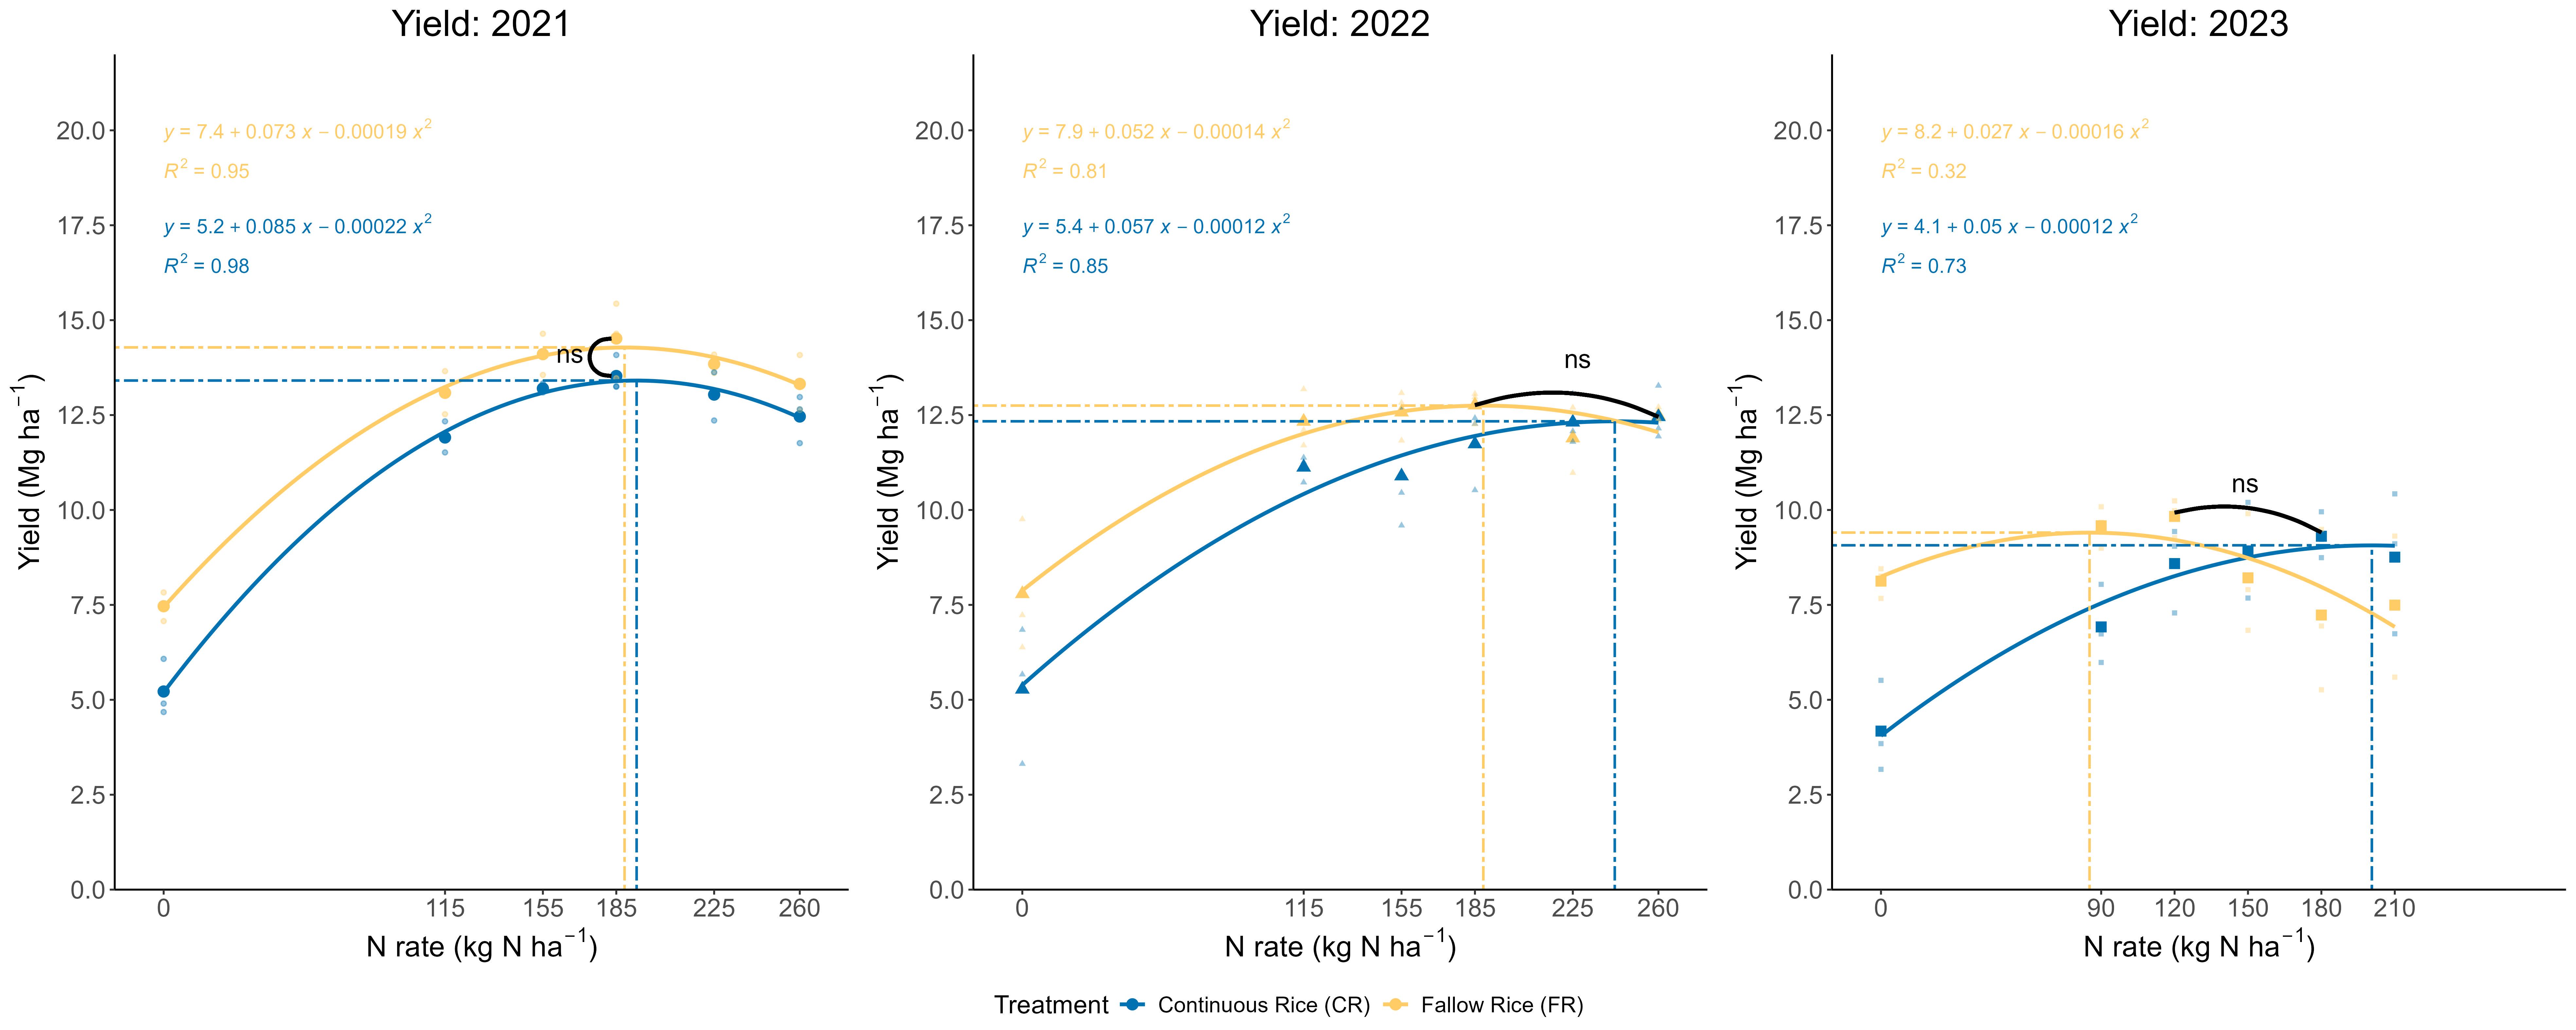 Yield: 2021
Yield (Mg ha⁻¹)
20.0
17.5
15.0
12.5
10.0
7.5
5.0
2.5
0.0
y = 7.4 + 0.073 x − 0.00019 x²
R² = 0.95
y = 5.2 + 0.085 x − 0.00022 x²
R² = 0.98
ns
0 115 155 185 225 260
N rate (kg N ha⁻¹)
Yield: 2022
Yield (Mg ha⁻¹)
20.0
17.5
15.0
12.5
10.0
7.5
5.0
2.5
0.0
y = 7.9 + 0.052 x − 0.00014 x²
R² = 0.81
y = 5.4 + 0.057 x − 0.00012 x²
R² = 0.85
ns
0 115 155 185 225 260
N rate (kg N ha⁻¹)
Yield: 2023
Yield (Mg ha⁻¹)
20.0
17.5
15.0
12.5
10.0
7.5
5.0
2.5
0.0
y = 8.2 + 0.027 x − 0.00016 x²
R² = 0.32
y = 4.1 + 0.05 x − 0.00012 x²
R² = 0.73
ns
0 90 120 150 180 210
N rate (kg N ha⁻¹)
Treatment Continuous Rice (CR) Fallow Rice (FR)